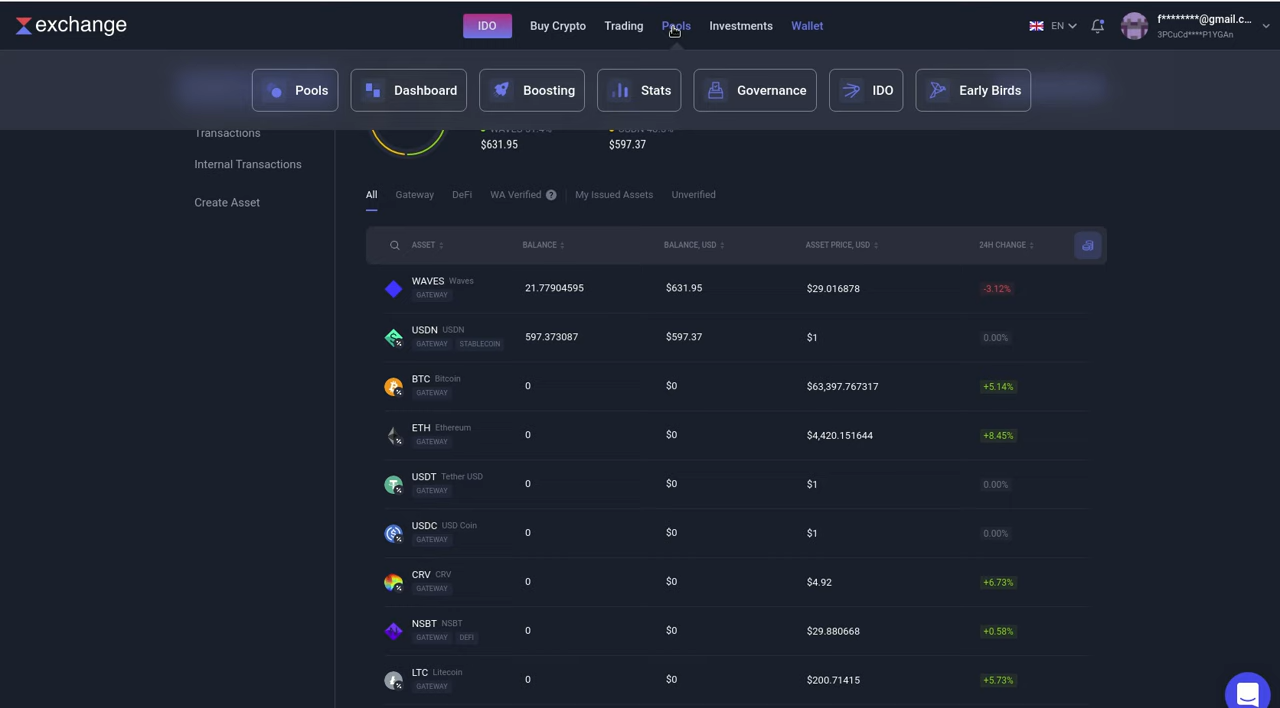 exchange
IDO Buy Crypto Trading Pools Investments Wallet
EN
f********@gmail.c...
3PCuCd****P1YGAn
Pools Dashboard Boosting Stats Governance IDO Early Birds
Transactions
$631.95 $597.37
Internal Transactions
Create Asset
All Gateway DeFi WA Verified ? My Issued Assets Unverified
ASSET BALANCE BALANCE, USD ASSET PRICE, USD 24H CHANGE
WAVES Waves
GATEWAY
21.77904595 $631.95 $29.016878 -3.12%
USDN USDN
GATEWAY STABLECOIN
597.373087 $597.37 $1 0.00%
BTC Bitcoin
GATEWAY
0 $0 $63,397.767317 +5.14%
ETH Ethereum
GATEWAY
0 $0 $4,420.151644 +8.45%
USDT Tether USD
GATEWAY
0 $0 $1 0.00%
USDC USD Coin
GATEWAY
0 $0 $1 0.00%
CRV CRV
GATEWAY
0 $0 $4.92 +6.73%
NSBT NSBT
GATEWAY DEFI
0 $0 $29.880668 +0.58%
LTC Litecoin
GATEWAY
0 $0 $200.71415 +5.73%